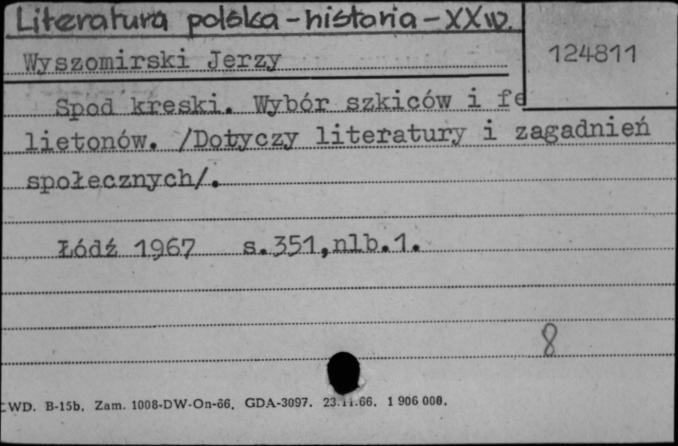 Literatura polska-historia-XXw.
124811
Wyszomirski Jerzy
Spod kreski. Wybór szkiców i fe
lietonów. /Dotyczy literatury i zagadnień
społecznych/.
Łódź 1967 s.351,nlb.1.
8
CWD. B-15b. Zam. 1008-DW-On-66. GDA-3097. 23.11.66. 1 906 000.